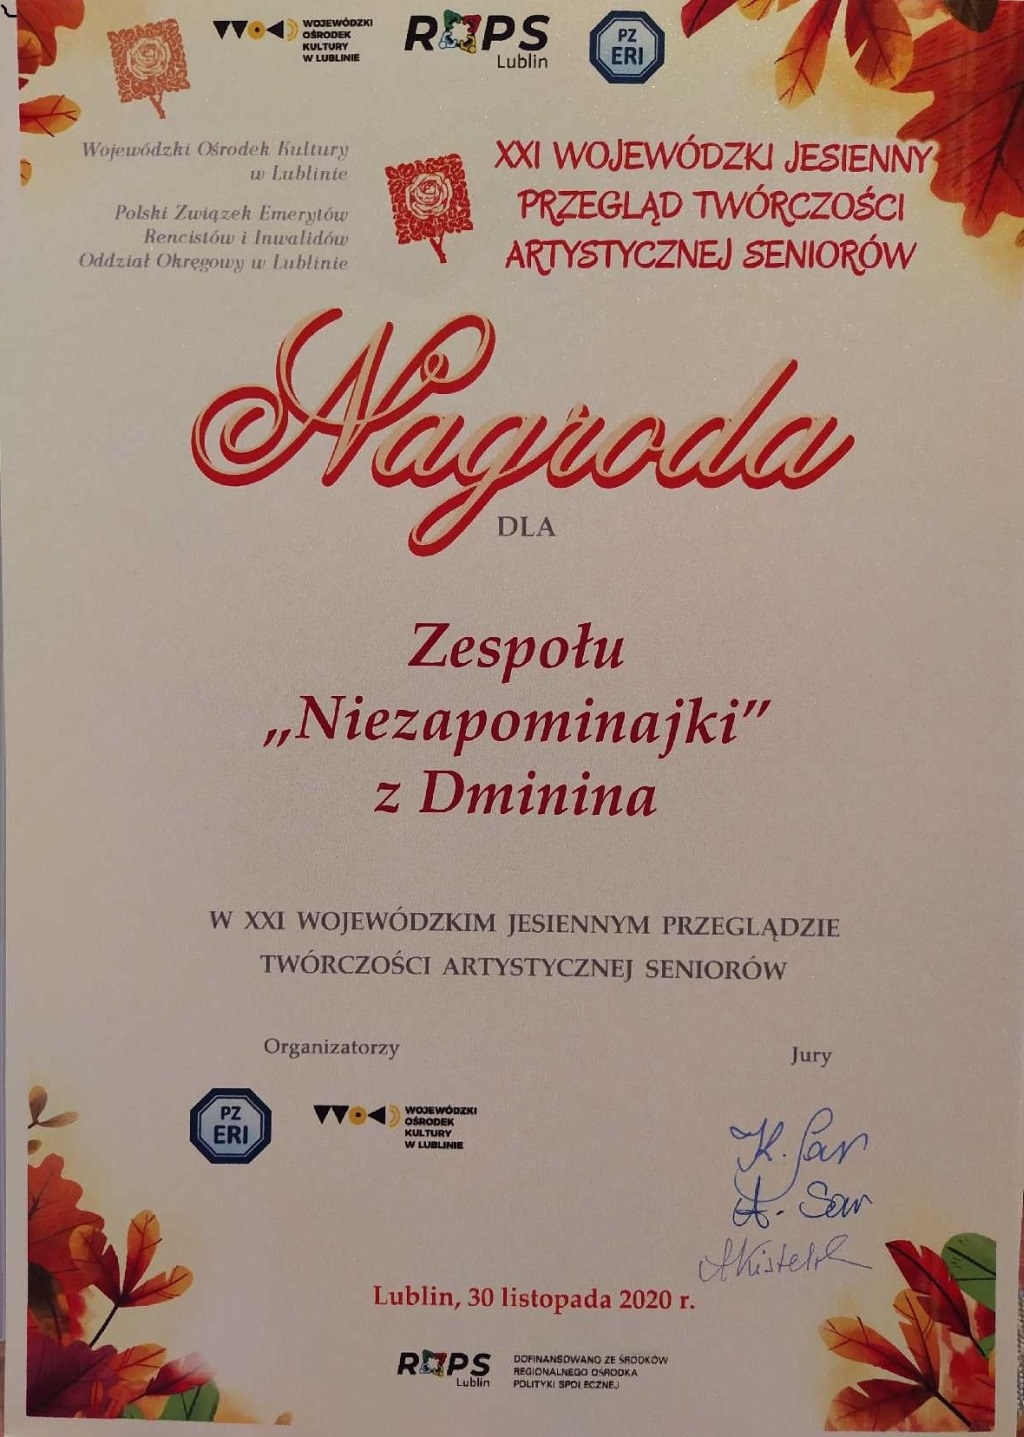 WOJEWÓDZKI
OŚRODEK
KULTURY
W LUBLINIE
ROPS
Lublin
PZ
ERI
Wojewódzki Ośrodek Kultury
w Lublinie
Polski Związek Emerytów
Rencistów i Inwalidów
Oddział Okręgowy w Lublinie
XXI WOJEWÓDZKI JESIENNY
PRZEGLĄD TWÓRCZOŚCI
ARTYSTYCZNEJ SENIORÓW
Nagroda
DLA
Zespołu
„Niezapominajki”
z Dminina
W XXI WOJEWÓDZKIM JESIENNYM PRZEGLĄDZIE
TWÓRCZOŚCI ARTYSTYCZNEJ SENIORÓW
Organizatorzy
Jury
PZ
ERI
WOJEWÓDZKI
OŚRODEK
KULTURY
W LUBLINIE
K.
A.
Lublin, 30 listopada 2020 r.
ROPS
Lublin
DOFINANSOWANO ZE ŚRODKÓW
REGIONALNEGO OŚRODKA
POLITYKI SPOŁECZNEJ